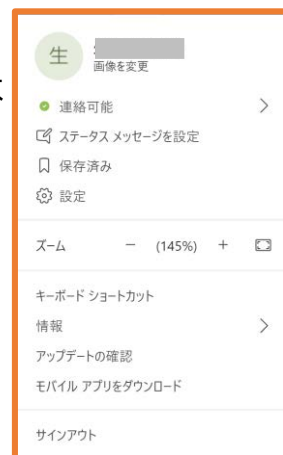 生
画像を変更
連絡可能
ステータス メッセージを設定
保存済み
設定
ズーム － (145%) ＋
キーボード ショートカット
情報
アップデートの確認
モバイル アプリをダウンロード
サインアウト